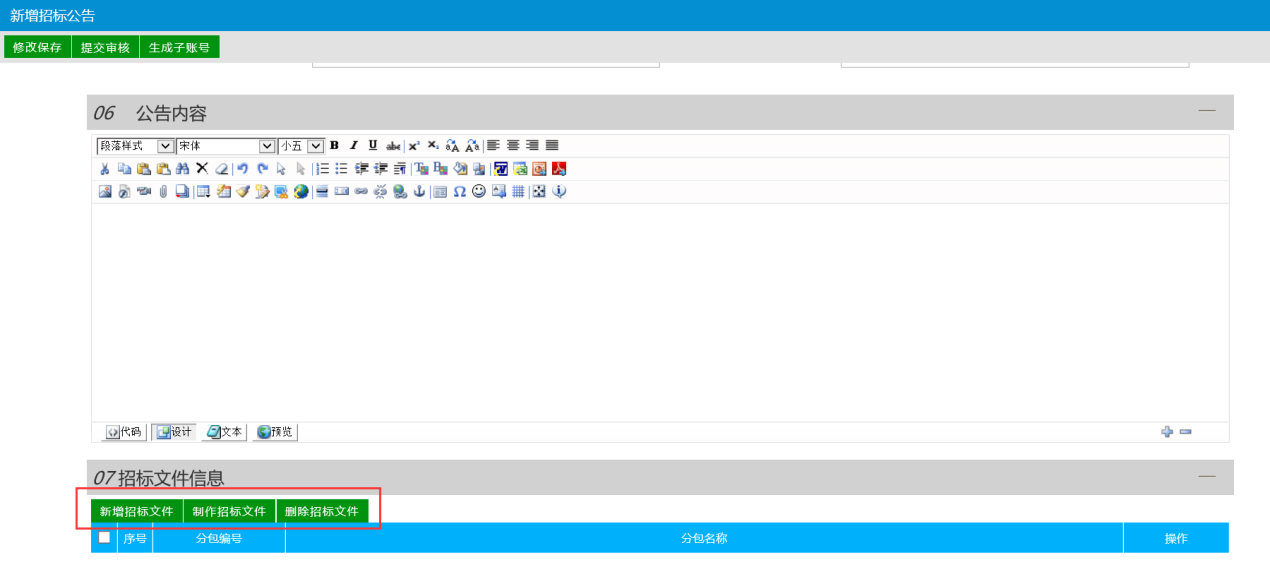 新增招标公告
修改保存 提交审核 生成子账号
06 公告内容
段落样式 宋体 小五
代码 设计 文本 预览
07 招标文件信息
新增招标文件 制作招标文件 删除招标文件
序号 分包编号 分包名称 操作